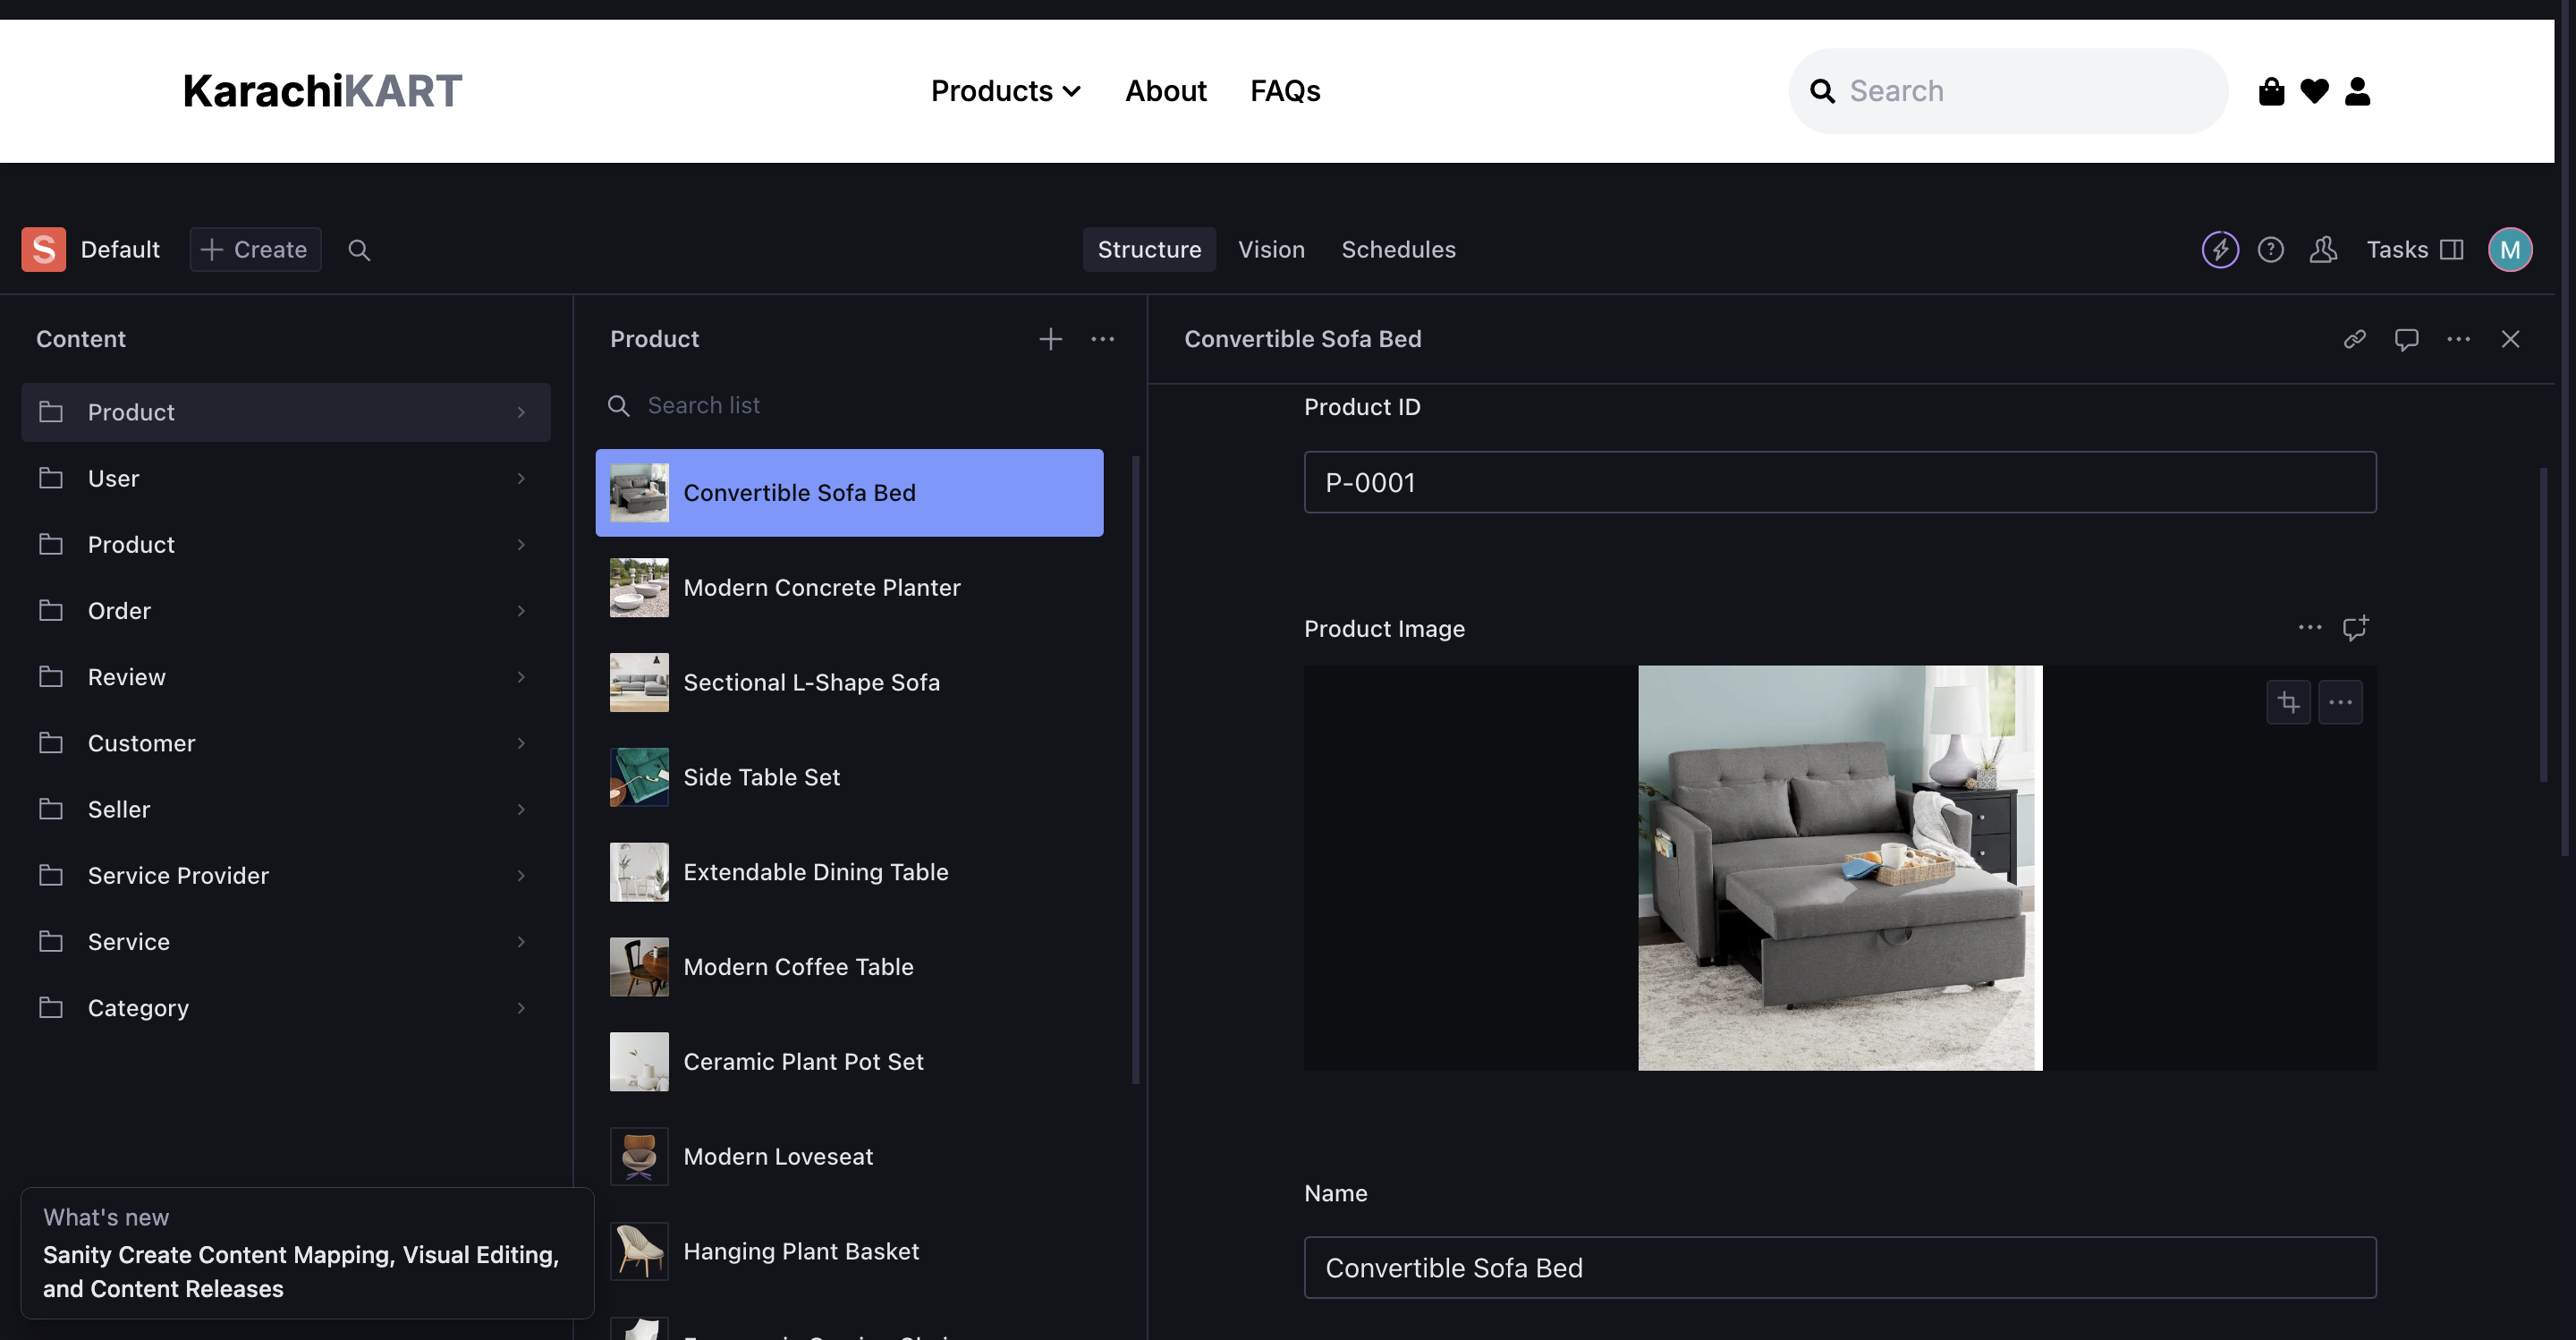 KarachiKART
Products
About
FAQs
Search
S
Default
Create
Structure
Vision
Schedules
Tasks
M
Content
Product
User
Product
Order
Review
Customer
Seller
Service Provider
Service
Category
What's new
Sanity Create Content Mapping, Visual Editing,
and Content Releases
Product
Search list
Convertible Sofa Bed
Modern Concrete Planter
Sectional L-Shape Sofa
Side Table Set
Extendable Dining Table
Modern Coffee Table
Ceramic Plant Pot Set
Modern Loveseat
Hanging Plant Basket
Convertible Sofa Bed
Product ID
P-0001
Product Image
Name
Convertible Sofa Bed